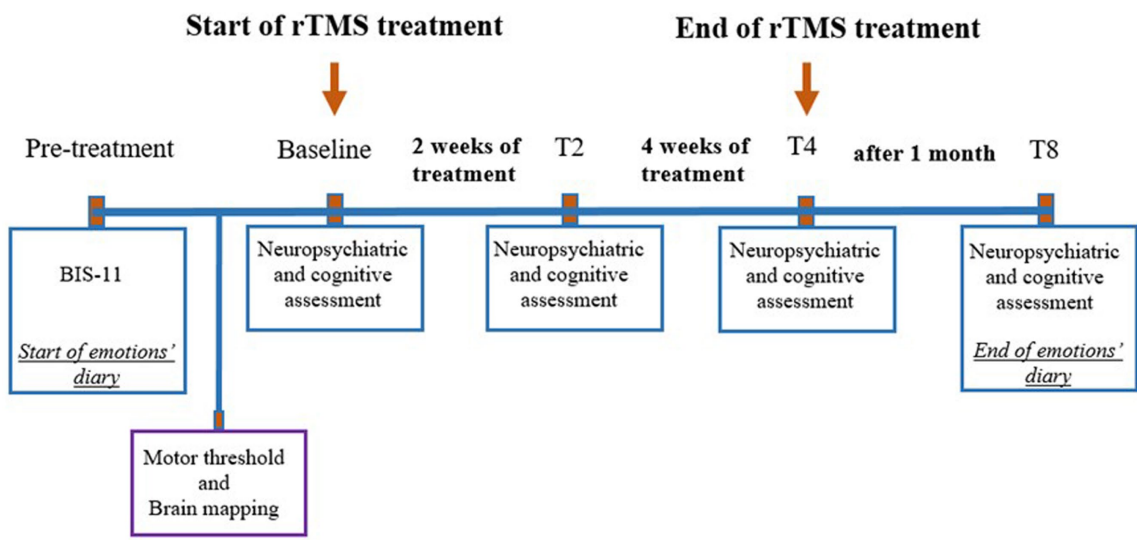 Start of rTMS treatment
End of rTMS treatment
Pre-treatment
Baseline
2 weeks of
treatment
T2
4 weeks of
treatment
T4
after 1 month
T8
BIS-11
Start of emotions’
diary
Neuropsychiatric
and cognitive
assessment
Neuropsychiatric
and cognitive
assessment
Neuropsychiatric
and cognitive
assessment
Neuropsychiatric
and cognitive
assessment
End of emotions’
diary
Motor threshold
and
Brain mapping